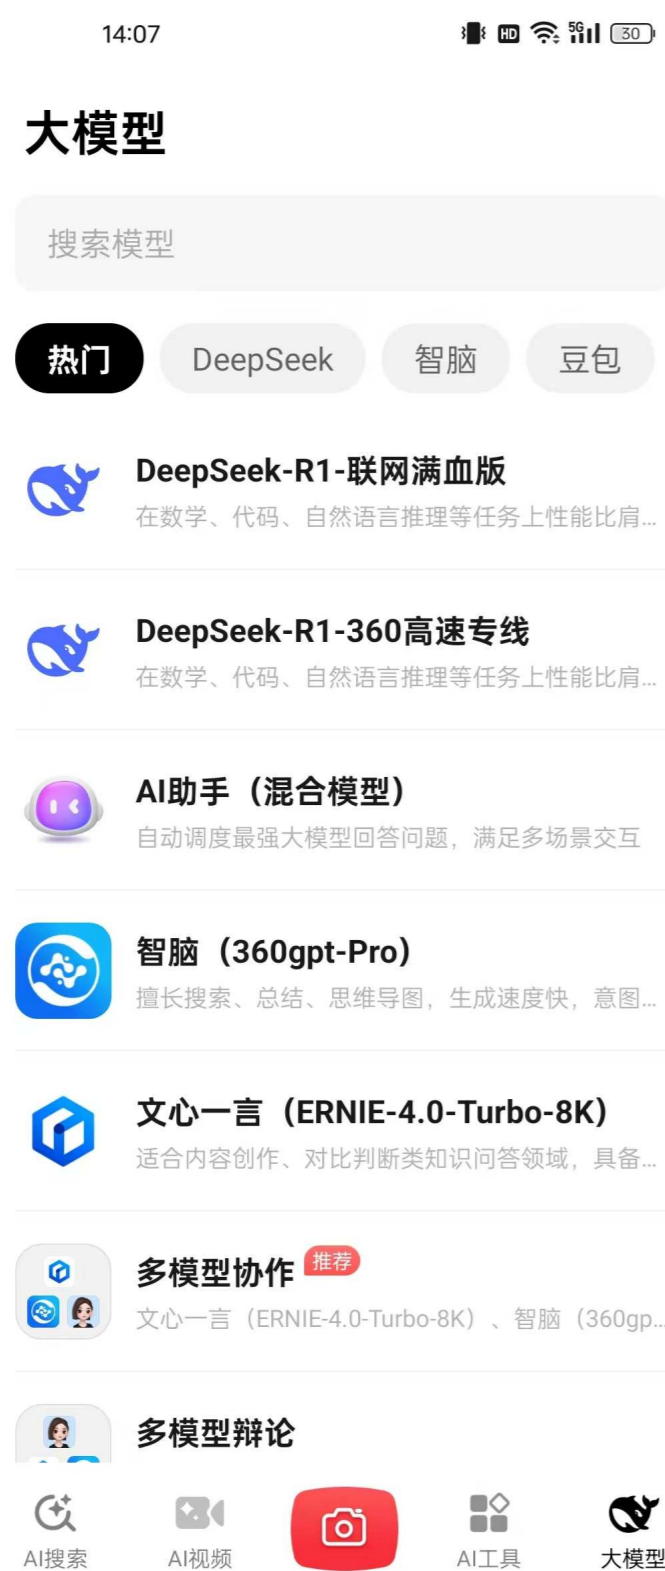 14:07
HD
5G
30
大模型
搜索模型
热门
DeepSeek
智脑
豆包
DeepSeek-R1-联网满血版
在数学、代码、自然语言推理等任务上性能比肩...
DeepSeek-R1-360高速专线
在数学、代码、自然语言推理等任务上性能比肩...
AI助手（混合模型）
自动调度最强大模型回答问题，满足多场景交互
智脑（360gpt-Pro）
擅长搜索、总结、思维导图，生成速度快，意图...
文心一言（ERNIE-4.0-Turbo-8K）
适合内容创作、对比判断类知识问答领域，具备...
多模型协作
推荐
文心一言（ERNIE-4.0-Turbo-8K）、智脑（360gp...
多模型辩论
AI搜索
AI视频
AI工具
大模型